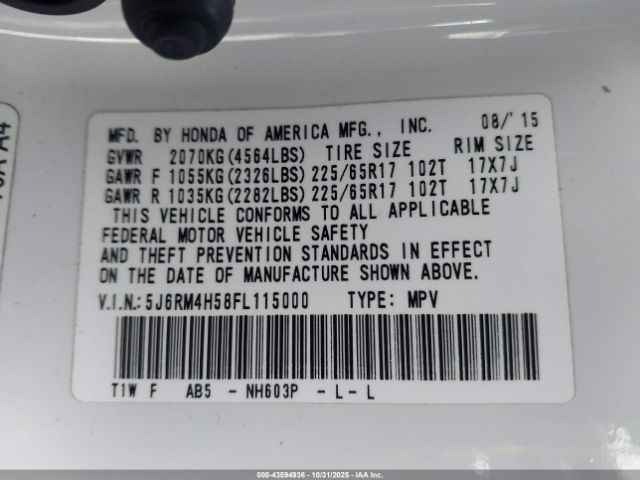 MFD. BY HONDA OF AMERICA MFG., INC. 08/'15
GVWR 2070KG(4564LBS) TIRE SIZE RIM SIZE
GAWR F 1055KG(2326LBS) 225/65R17 102T 17X7J
GAWR R 1035KG(2282LBS) 225/65R17 102T 17X7J
THIS VEHICLE CONFORMS TO ALL APPLICABLE
FEDERAL MOTOR VEHICLE SAFETY
AND THEFT PREVENTION STANDARDS IN EFFECT
ON THE DATE OF MANUFACTURE SHOWN ABOVE.
V.I.N.:5J6RM4H58FL115000 TYPE: MPV
T1W F AB5 - NH603P - L - L
000-43594936 | 10/31/2025 | IAA Inc.